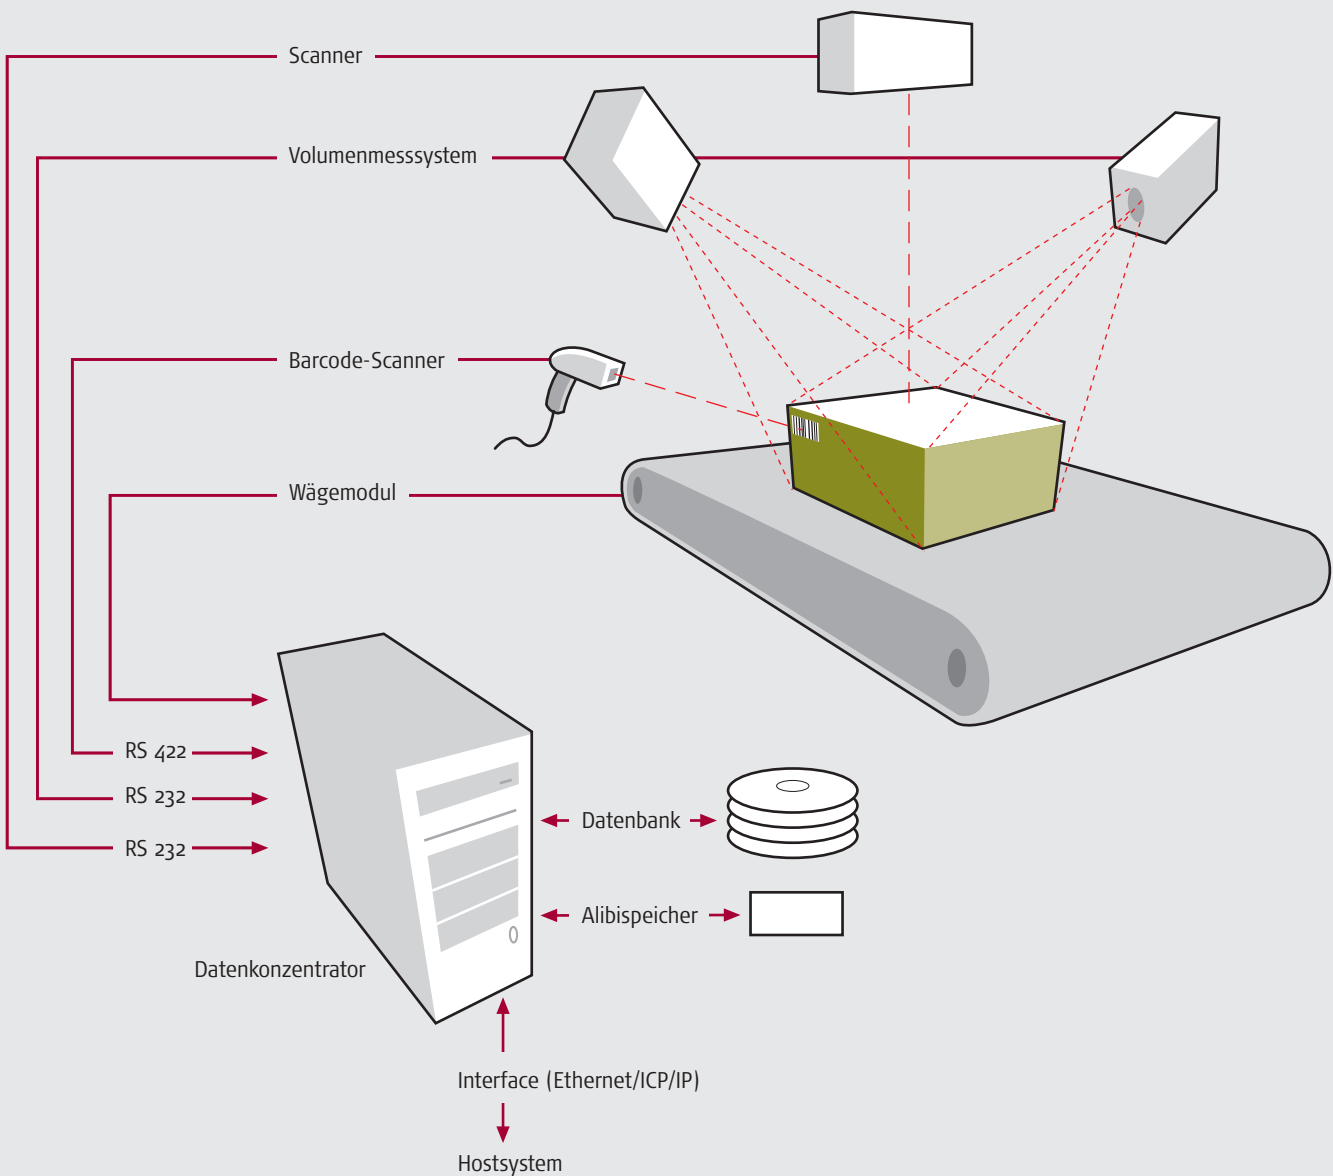 Scanner
Volumenmesssystem
Barcode-Scanner
Wägemodul
RS 422
RS 232
RS 232
Datenbank
Alibispeicher
Datenkonzentrator
Interface (Ethernet/ICP/IP)
Hostsystem